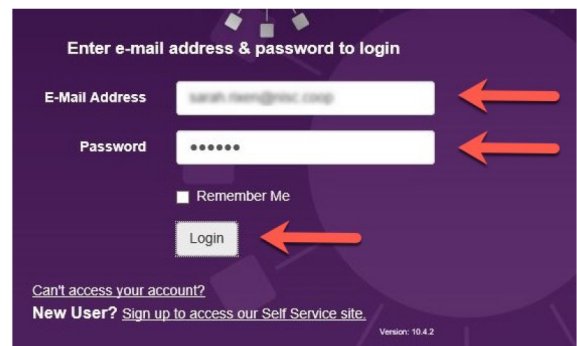 Enter e-mail address & password to login
E-Mail Address
Password ••••••
Remember Me
Login
Can't access your account?
New User? Sign up to access our Self Service site.
Version: 10.4.2